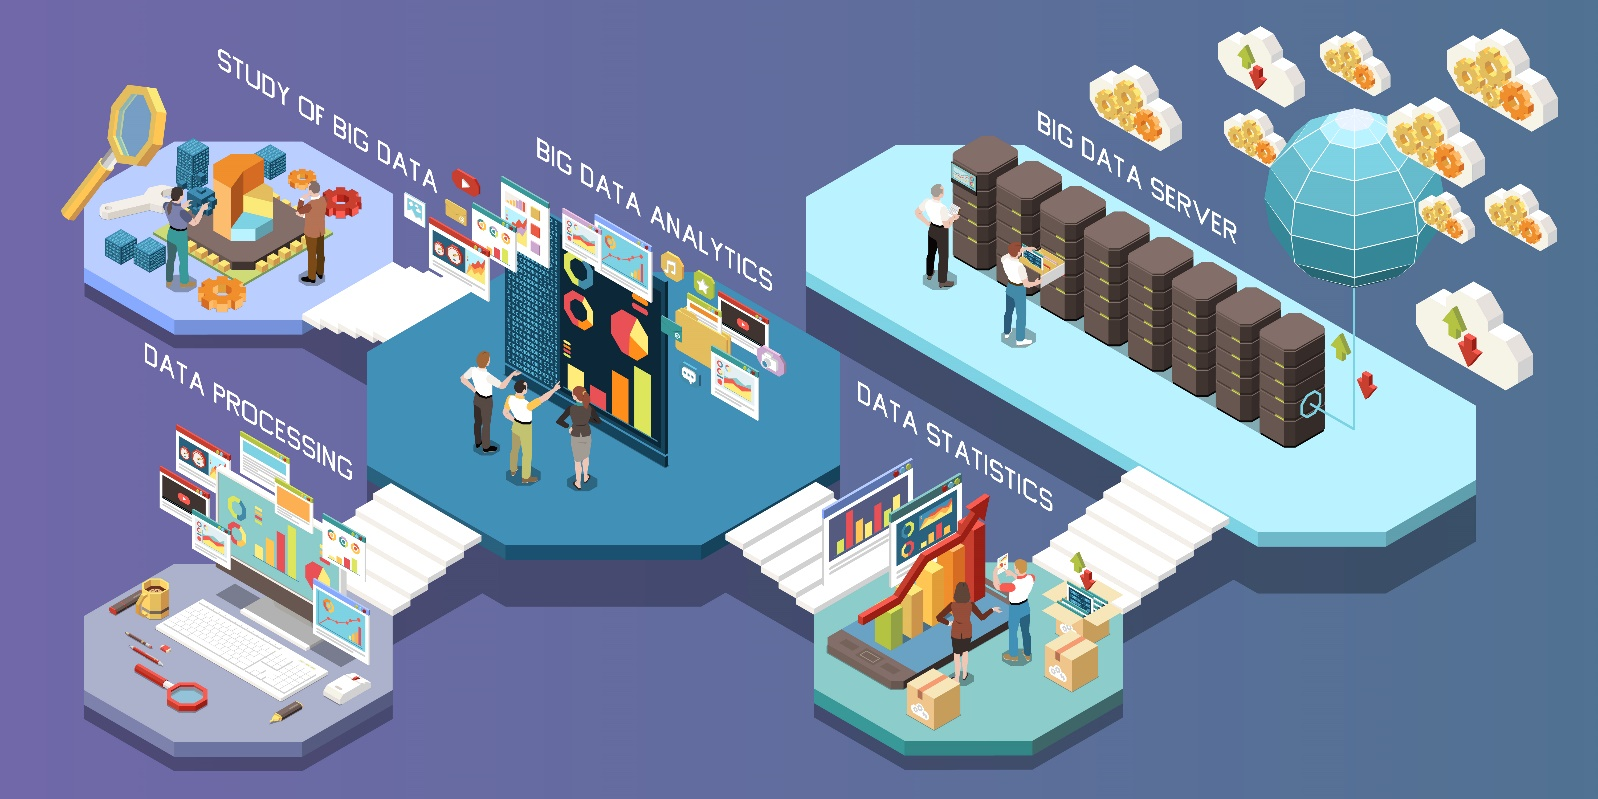 STUDY OF BIG DATA
BIG DATA ANALYTICS
BIG DATA SERVER
DATA PROCESSING
DATA STATISTICS